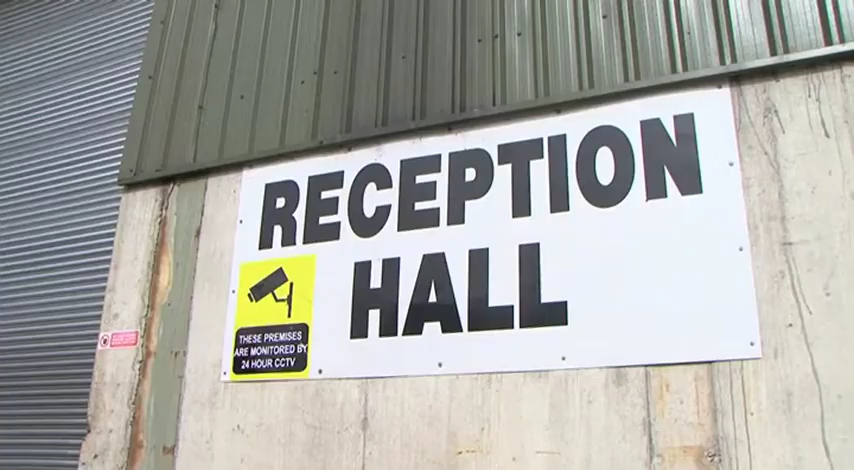 RECEPTION
HALL
THESE PREMISES
ARE MONITORED BY
24 HOUR CCTV